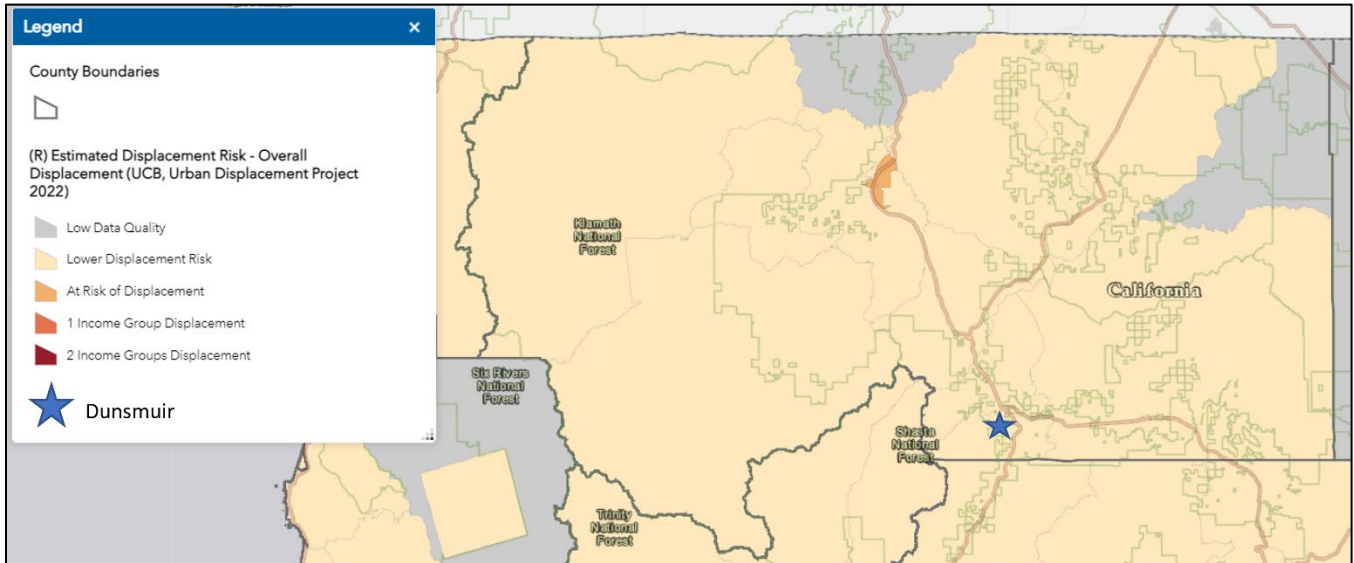 Legend
×
County Boundaries
(R) Estimated Displacement Risk - Overall
Displacement (UCB, Urban Displacement Project
2022)
Low Data Quality
Lower Displacement Risk
At Risk of Displacement
1 Income Group Displacement
2 Income Groups Displacement
Dunsmuir
Klamath
National
Forest
California
Six Rivers
National
Forest
Shasta
National
Forest
Trinity
National
Forest